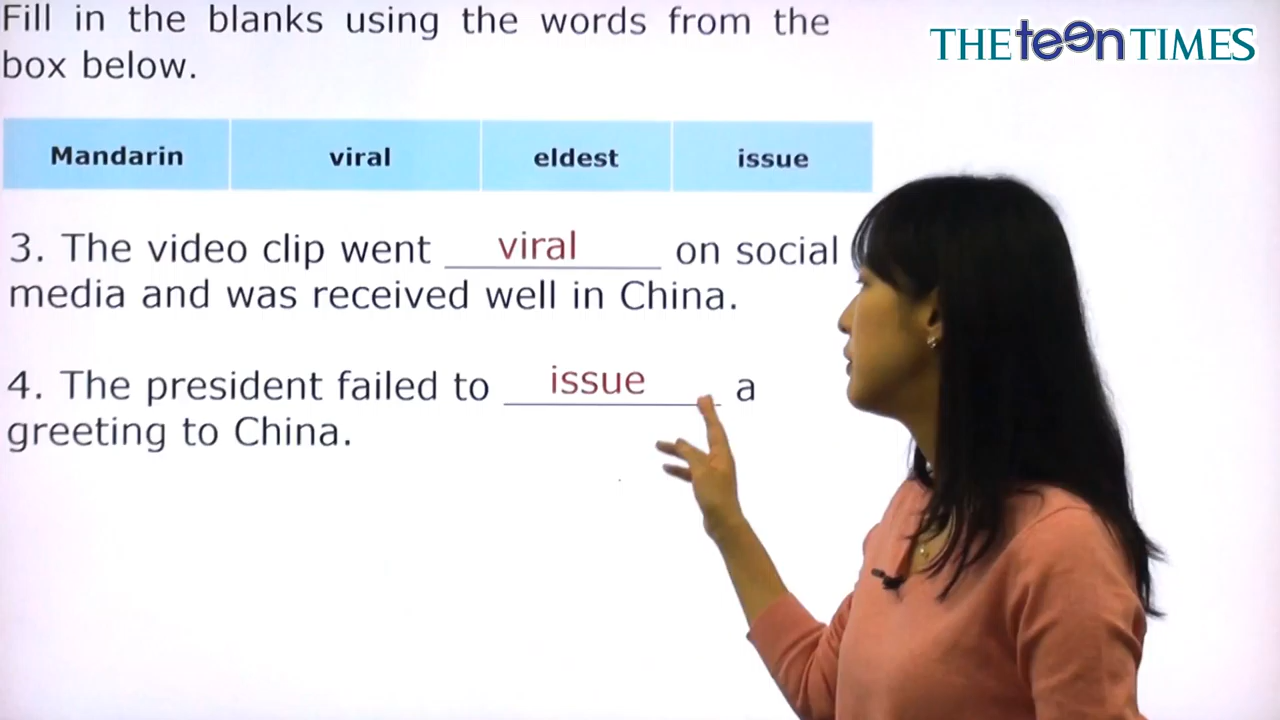 Fill in the blanks using the words from the
THE teen TIMES
box below.
Mandarin viral eldest issue
3. The video clip went viral on social
media and was received well in China.
4. The president failed to issue a
greeting to China.